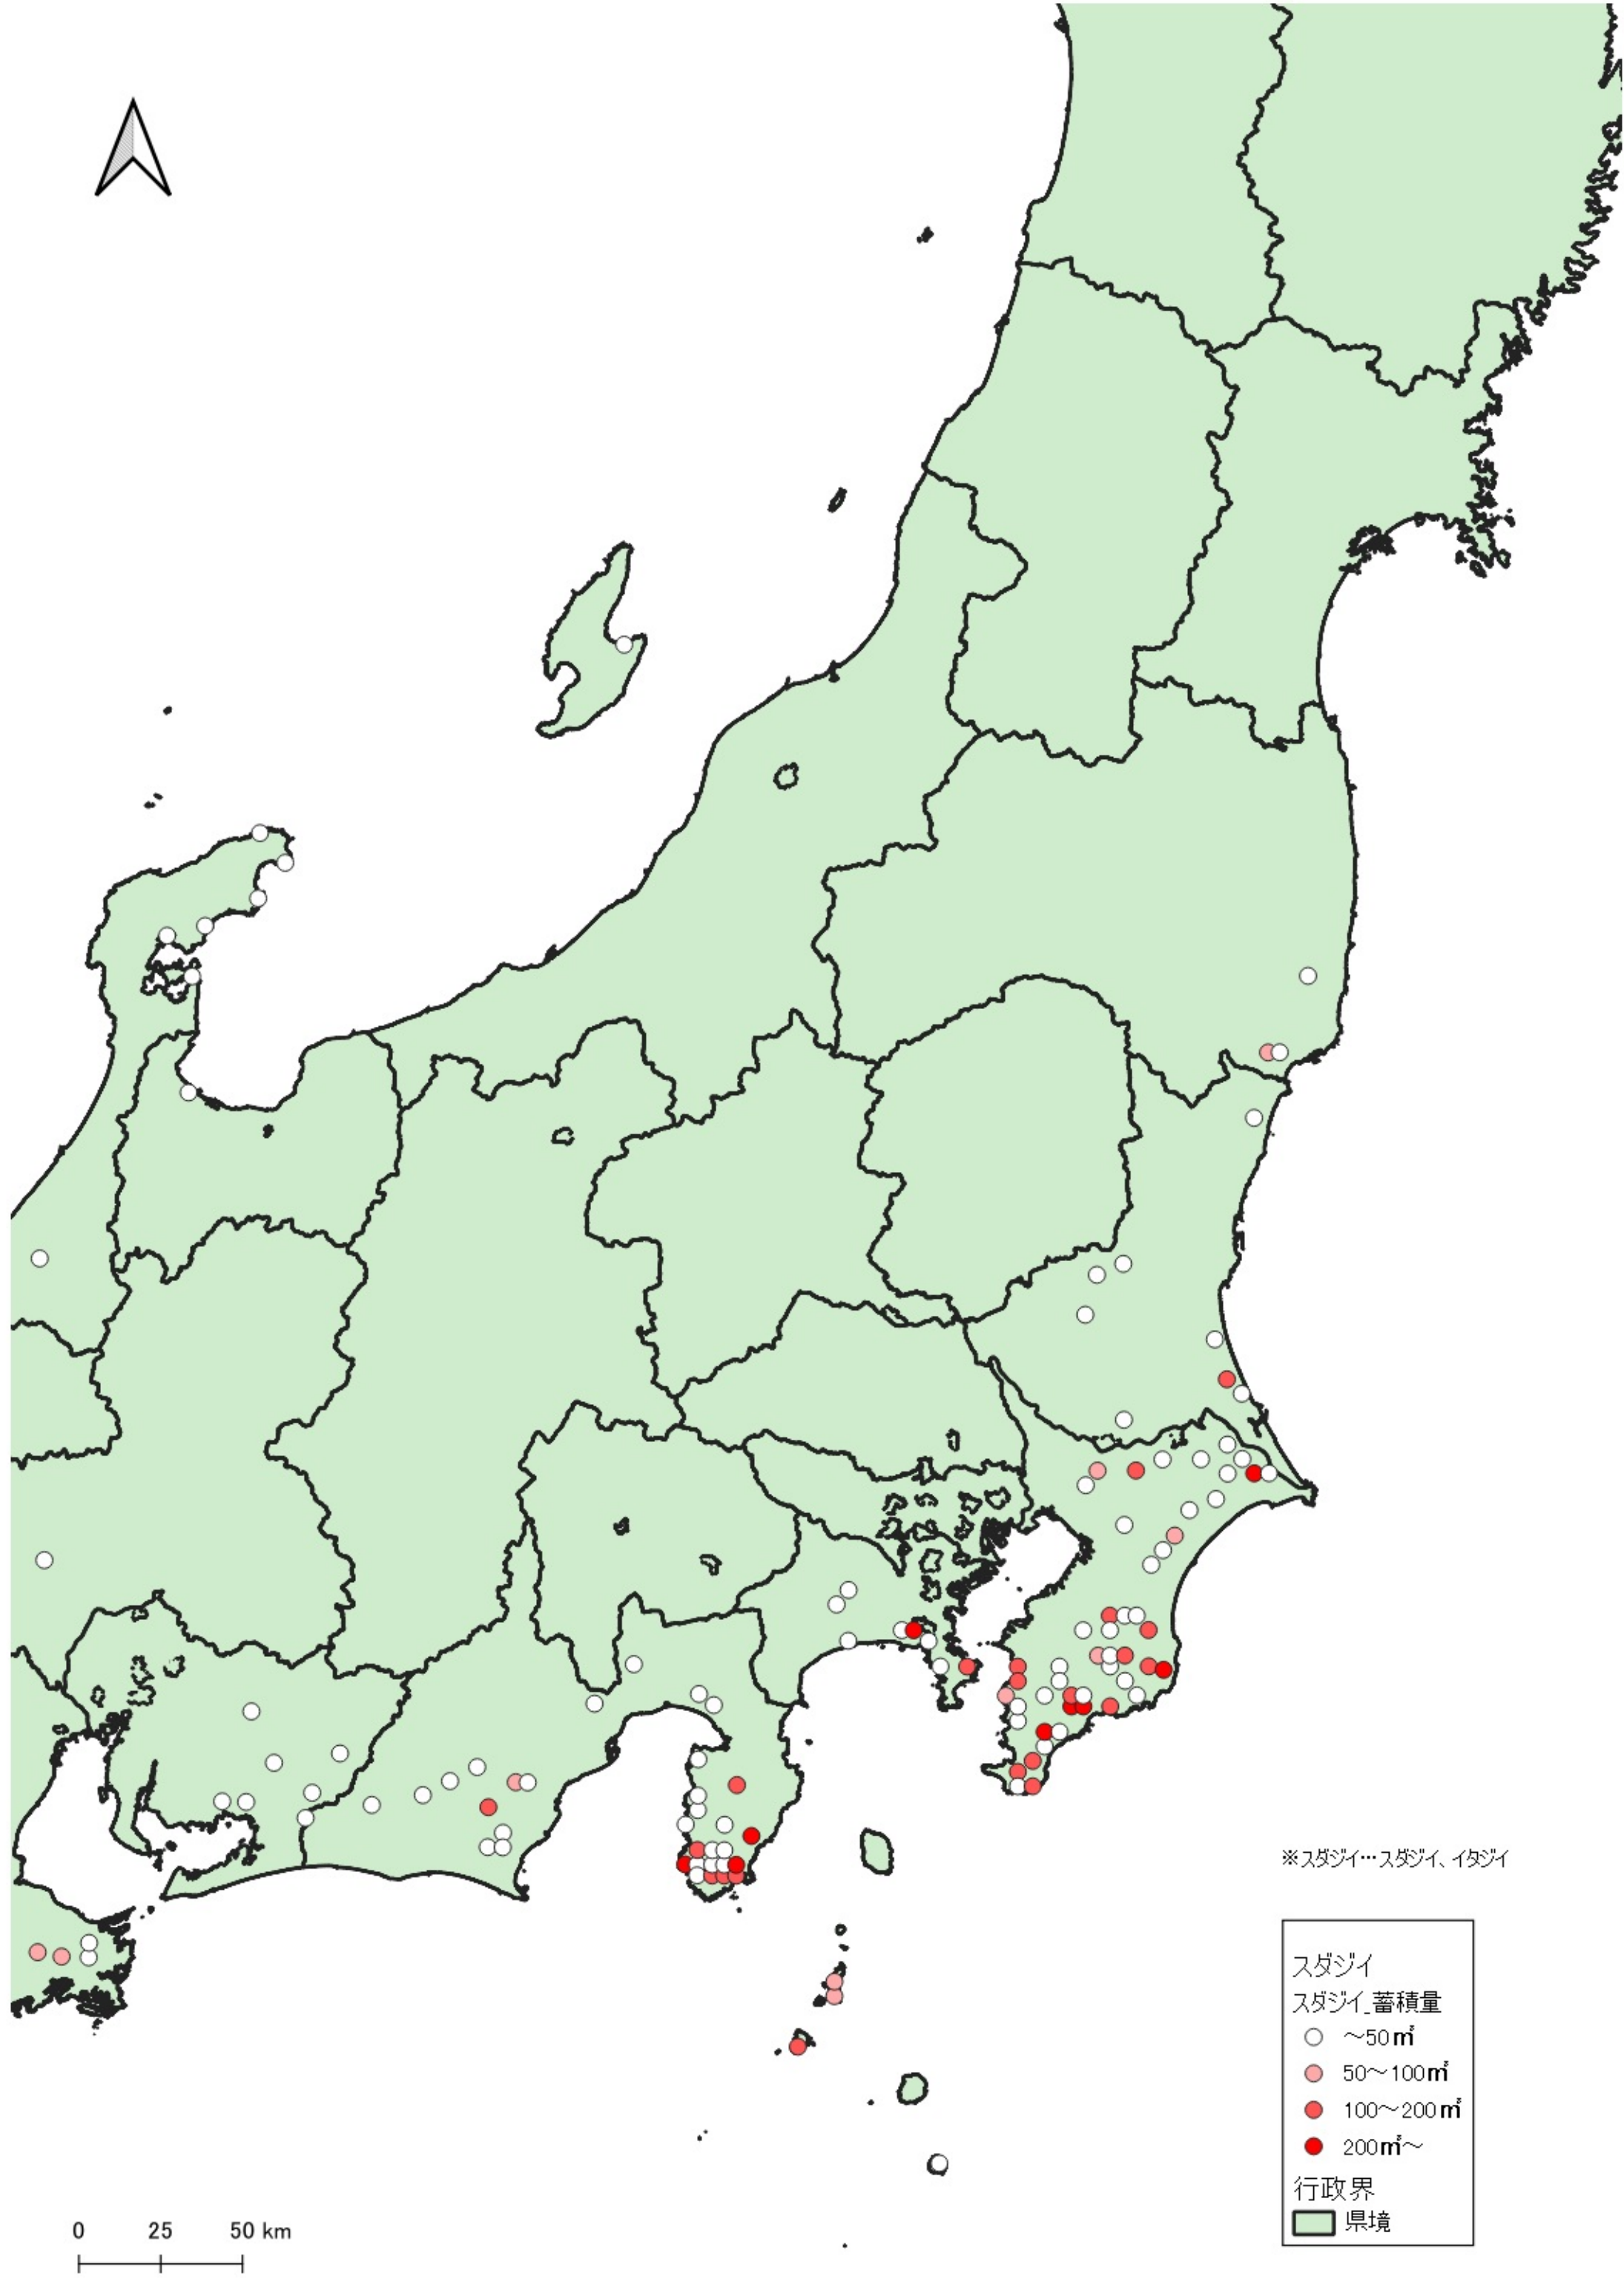 ※スダジイ…スダジイ、イタジイ
スダジイ
スダジイ_蓄積量
～50㎥
50～100㎥
100～200㎥
200㎥～
行政界
県境
0 25 50 km